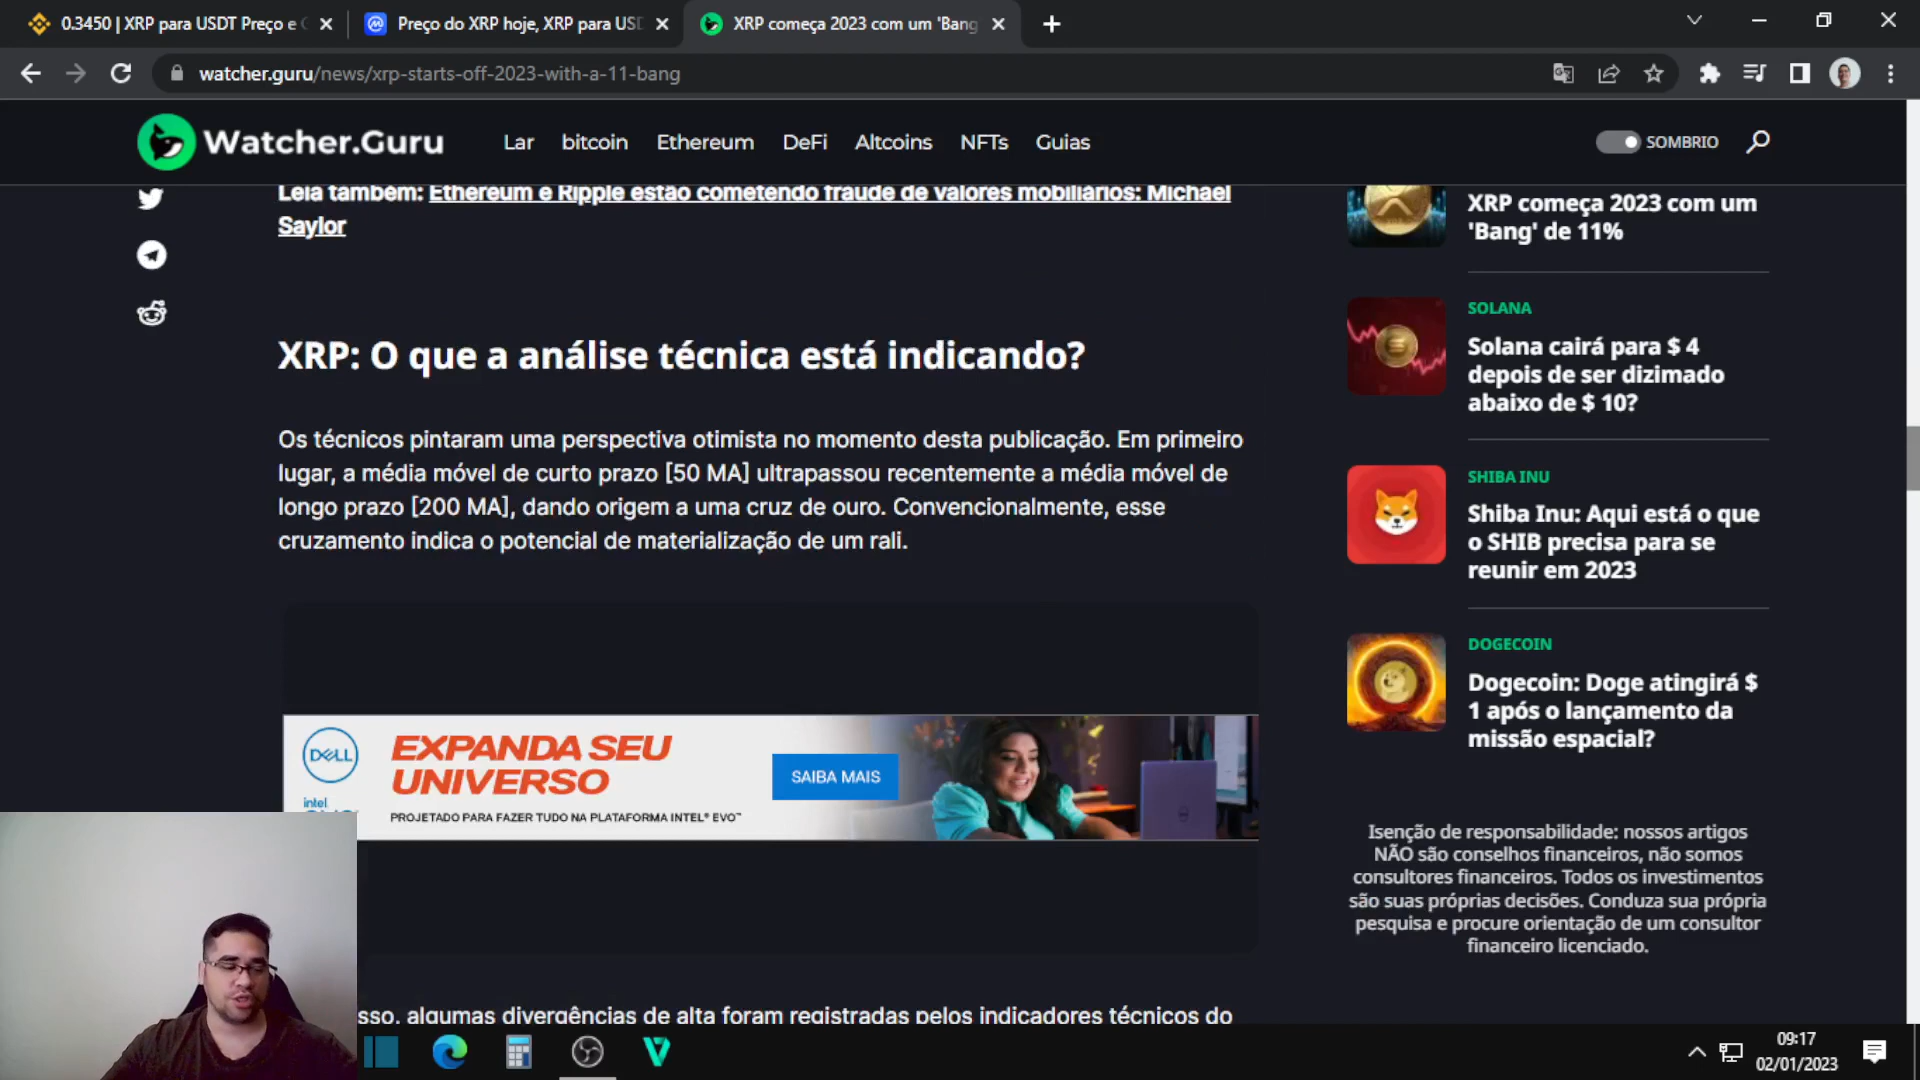 0.3450 | XRP para USDT Preço e
Preço do XRP hoje, XRP para USD
XRP começa 2023 com um 'Bang
watcher.guru/news/xrp-starts-off-2023-with-a-11-bang
Watcher.Guru
Lar
bitcoin
Ethereum
DeFi
Altcoins
NFTs
Guias
SOMBRIO
Leia também: Ethereum e Ripple estão cometendo fraude de valores mobiliários: Michael
Saylor
XRP: O que a análise técnica está indicando?
Os técnicos pintaram uma perspectiva otimista no momento desta publicação. Em primeiro
lugar, a média móvel de curto prazo [50 MA] ultrapassou recentemente a média móvel de
longo prazo [200 MA], dando origem a uma cruz de ouro. Convencionalmente, esse
cruzamento indica o potencial de materialização de um rali.
DELL
intel
EXPANDA SEU
UNIVERSO
PROJETADO PARA FAZER TUDO NA PLATAFORMA INTEL® EVO™
SAIBA MAIS
sso, algumas divergências de alta foram registradas pelos indicadores técnicos do
XRP começa 2023 com um
'Bang' de 11%
SOLANA
Solana cairá para $ 4
depois de ser dizimado
abaixo de $ 10?
SHIBA INU
Shiba Inu: Aqui está o que
o SHIB precisa para se
reunir em 2023
DOGECOIN
Dogecoin: Doge atingirá $
1 após o lançamento da
missão espacial?
Isenção de responsabilidade: nossos artigos
NÃO são conselhos financeiros, não somos
consultores financeiros. Todos os investimentos
são suas próprias decisões. Conduza sua própria
pesquisa e procure orientação de um consultor
financeiro licenciado.
09:17
02/01/2023